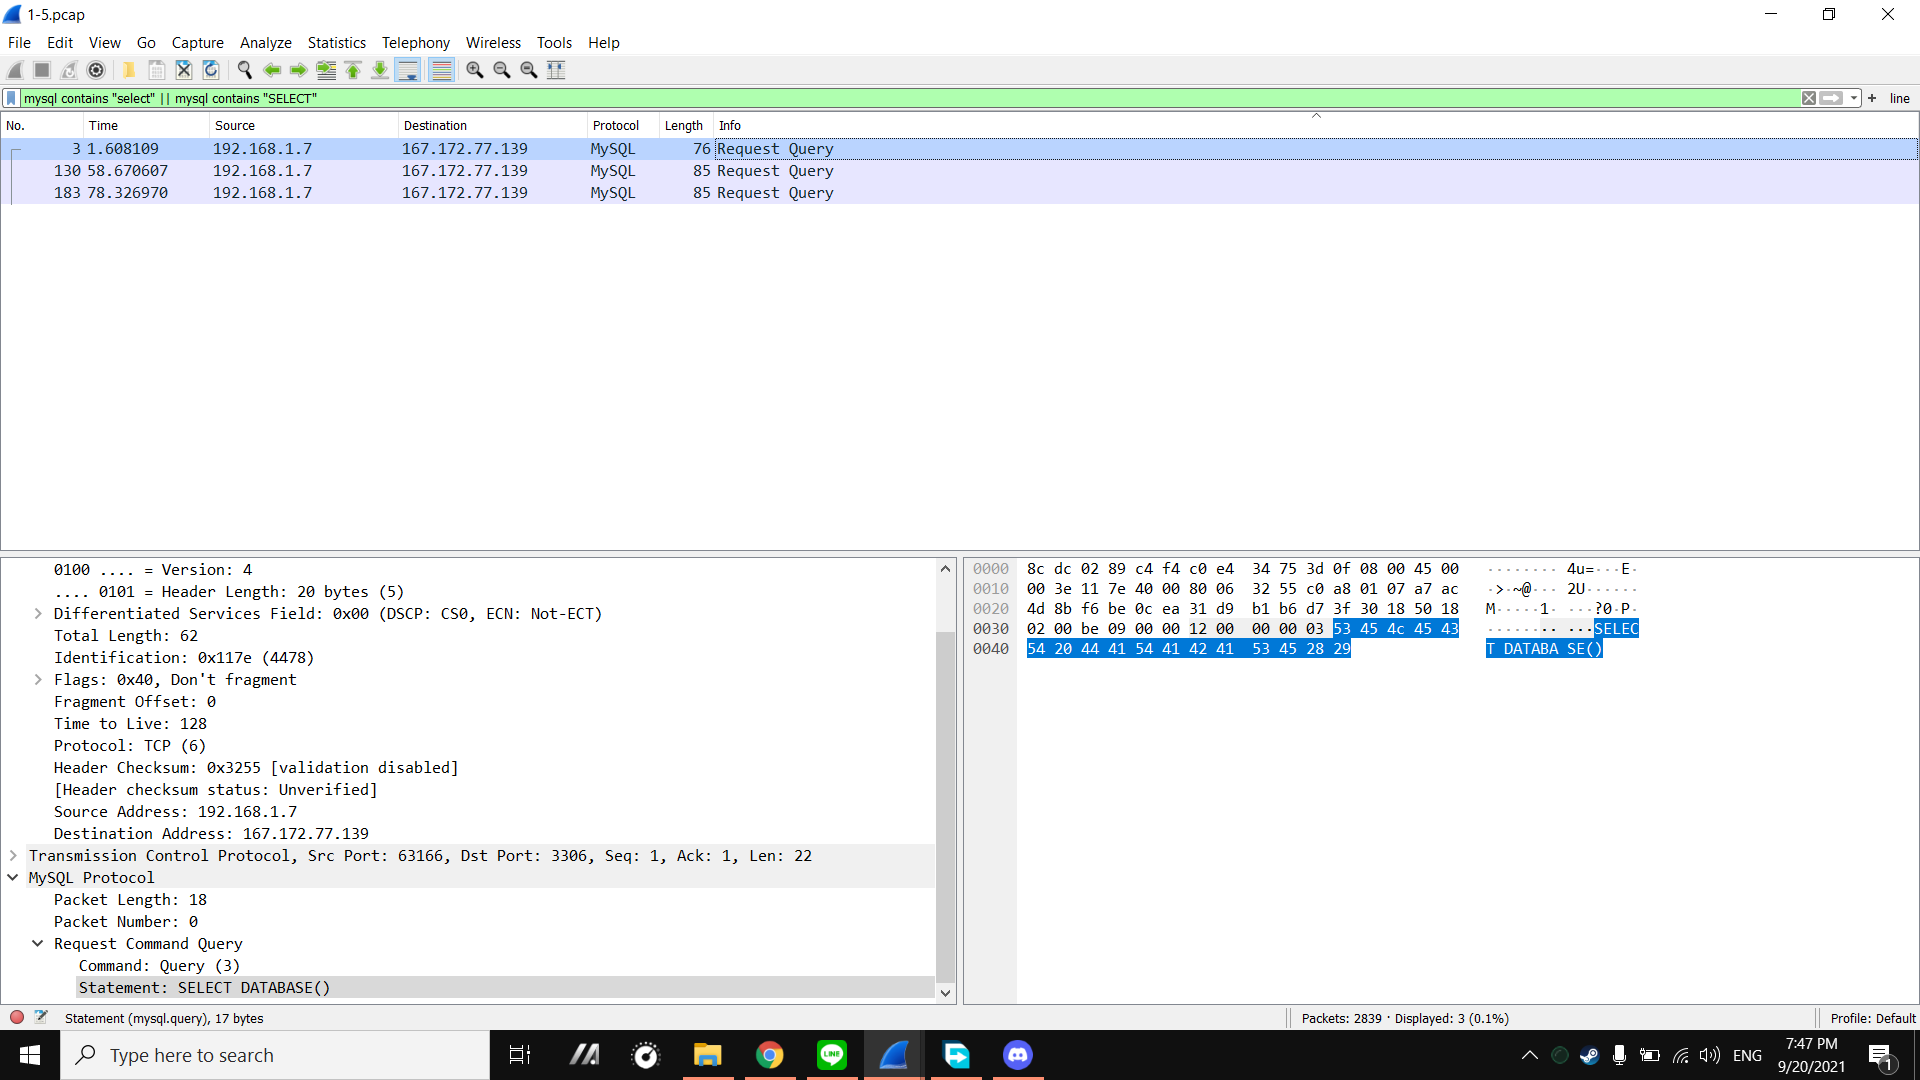 1-5.pcap
File Edit View Go Capture Analyze Statistics Telephony Wireless Tools Help
mysql contains "select" || mysql contains "SELECT"
+ line
No. Time Source Destination Protocol Length Info
3 1.608109 192.168.1.7 167.172.77.139 MySQL 76 Request Query
130 58.670607 192.168.1.7 167.172.77.139 MySQL 85 Request Query
183 78.326970 192.168.1.7 167.172.77.139 MySQL 85 Request Query
0100 .... = Version: 4
.... 0101 = Header Length: 20 bytes (5)
Differentiated Services Field: 0x00 (DSCP: CS0, ECN: Not-ECT)
Total Length: 62
Identification: 0x117e (4478)
Flags: 0x40, Don't fragment
Fragment Offset: 0
Time to Live: 128
Protocol: TCP (6)
Header Checksum: 0x3255 [validation disabled]
[Header checksum status: Unverified]
Source Address: 192.168.1.7
Destination Address: 167.172.77.139
Transmission Control Protocol, Src Port: 63166, Dst Port: 3306, Seq: 1, Ack: 1, Len: 22
MySQL Protocol
Packet Length: 18
Packet Number: 0
Request Command Query
Command: Query (3)
Statement: SELECT DATABASE()
0000 8c dc 02 89 c4 f4 c0 e4 34 75 3d 0f 08 00 45 00 ········ 4u=···E·
0010 00 3e 11 7e 40 00 80 06 32 55 c0 a8 01 07 a7 ac ·>·~@··· 2U······
0020 4d 8b f6 be 0c ea 31 d9 b1 b6 d7 3f 30 18 50 18 M·····1· ···?0·P·
0030 02 00 be 09 00 00 12 00 00 00 03 53 45 4c 45 43 ········ ···SELEC
0040 54 20 44 41 54 41 42 41 53 45 28 29 T DATABA SE()
Statement (mysql.query), 17 bytes
Packets: 2839 · Displayed: 3 (0.1%)
Profile: Default
Type here to search
LINE
ENG
7:47 PM
9/20/2021
1